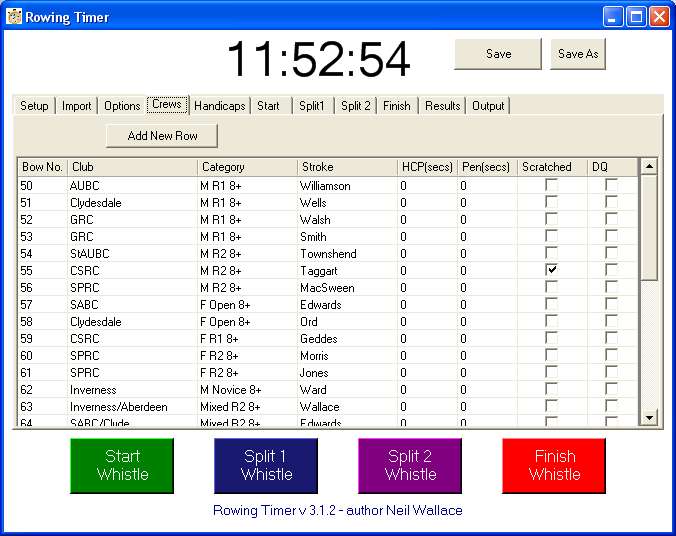 Rowing Timer
11:52:54
Save
Save As
Setup Import Options Crews Handicaps Start Split1 Split 2 Finish Results Output
Add New Row
Bow No. Club Category Stroke HCP(secs) Pen(secs) Scratched DQ
50 AUBC M R1 8+ Williamson 0 0
51 Clydesdale M R1 8+ Wells 0 0
52 GRC M R1 8+ Walsh 0 0
53 GRC M R1 8+ Smith 0 0
54 StAUBC M R2 8+ Townshend 0 0
55 CSRC M R2 8+ Taggart 0 0
56 SPRC M R2 8+ MacSween 0 0
57 SABC F Open 8+ Edwards 0 0
58 Clydesdale F Open 8+ Ord 0 0
59 CSRC F R1 8+ Geddes 0 0
60 SPRC F R2 8+ Morris 0 0
61 SPRC F R2 8+ Jones 0 0
62 Inverness M Novice 8+ Ward 0 0
63 Inverness/Aberdeen Mixed R2 8+ Wallace 0 0
64 SABC/Clyde Mixed R2 8+ Edwards 0 0
Start Whistle
Split 1 Whistle
Split 2 Whistle
Finish Whistle
Rowing Timer v 3.1.2 - author Neil Wallace